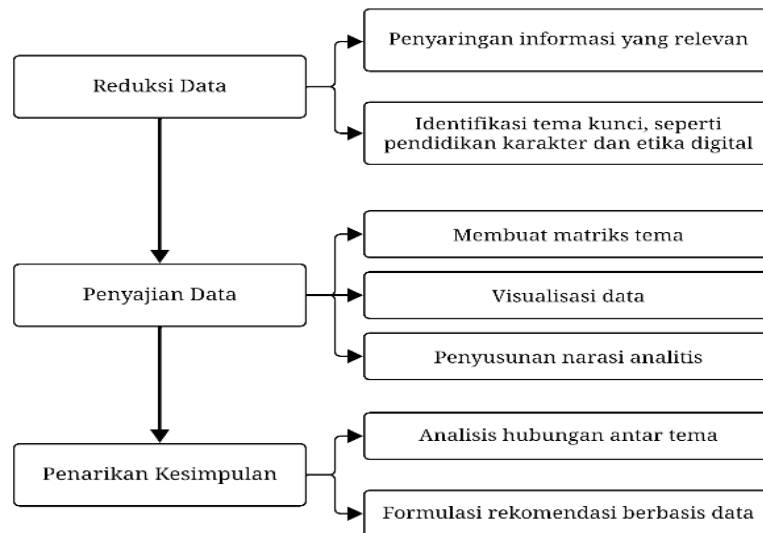 Reduksi Data
Penyaringan informasi yang relevan
Identifikasi tema kunci, seperti
pendidikan karakter dan etika digital
Penyajian Data
Membuat matriks tema
Visualisasi data
Penyusunan narasi analitis
Penarikan Kesimpulan
Analisis hubungan antar tema
Formulasi rekomendasi berbasis data